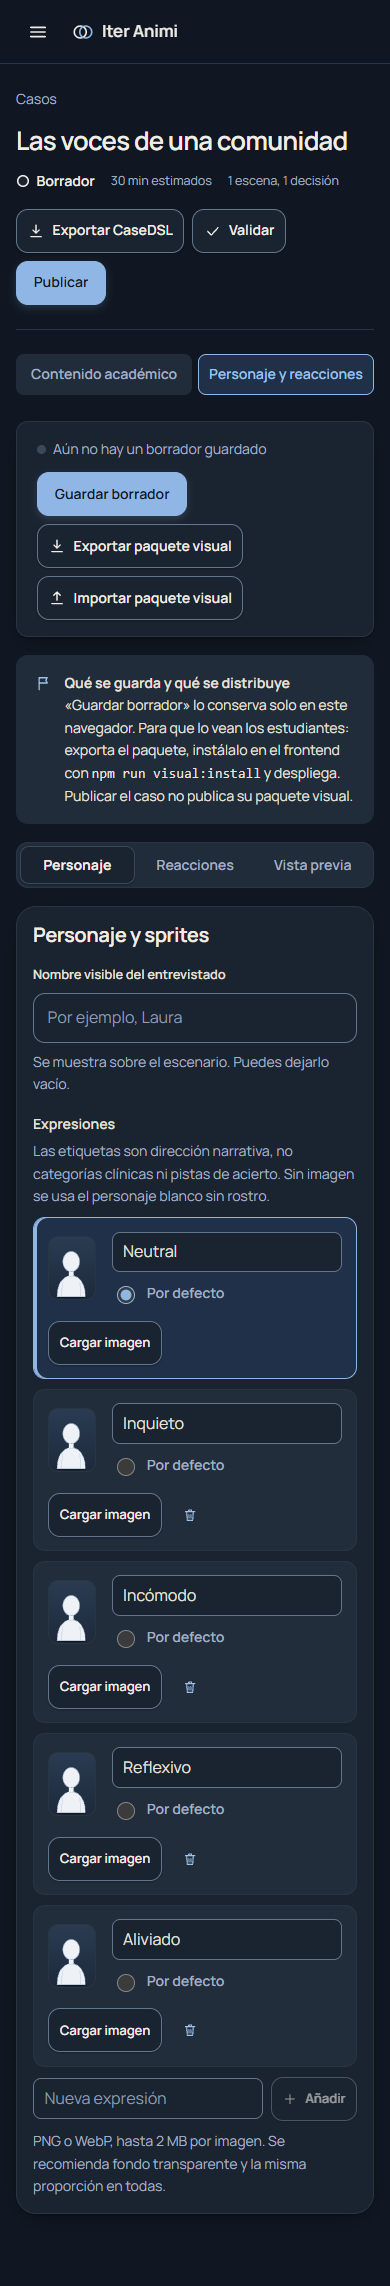 Iter Animi
Casos
Las voces de una comunidad
Borrador 30 min estimados 1 escena, 1 decisión
Exportar CaseDSL Validar
Publicar
Contenido académico Personaje y reacciones
Aún no hay un borrador guardado
Guardar borrador
Exportar paquete visual
Importar paquete visual
Qué se guarda y qué se distribuye
«Guardar borrador» lo conserva solo en este
navegador. Para que lo vean los estudiantes:
exporta el paquete, instálalo en el frontend
con npm run visual:install y despliega.
Publicar el caso no publica su paquete visual.
Personaje Reacciones Vista previa
Personaje y sprites
Nombre visible del entrevistado
Por ejemplo, Laura
Se muestra sobre el escenario. Puedes dejarlo
vacío.
Expresiones
Las etiquetas son dirección narrativa, no
categorías clínicas ni pistas de acierto. Sin imagen
se usa el personaje blanco sin rostro.
Neutral
Por defecto
Cargar imagen
Inquieto
Por defecto
Cargar imagen
Incómodo
Por defecto
Cargar imagen
Reflexivo
Por defecto
Cargar imagen
Aliviado
Por defecto
Cargar imagen
Nueva expresión + Añadir
PNG o WebP, hasta 2 MB por imagen. Se
recomienda fondo transparente y la misma
proporción en todas.